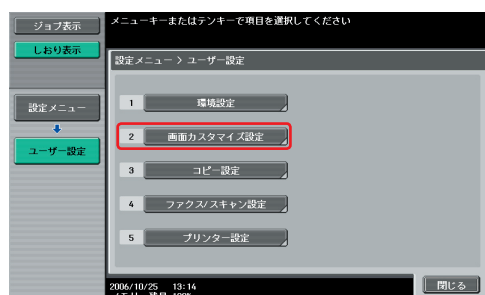 ジョブ表示
メニューキーまたはテンキーで項目を選択してください
しおり表示
設定メニュー > ユーザー設定
設定メニュー
ユーザー設定
1 環境設定
2 画面カスタマイズ設定
3 コピー設定
4 ファクス/スキャン設定
5 プリンター設定
2006/10/25 13:14
閉じる